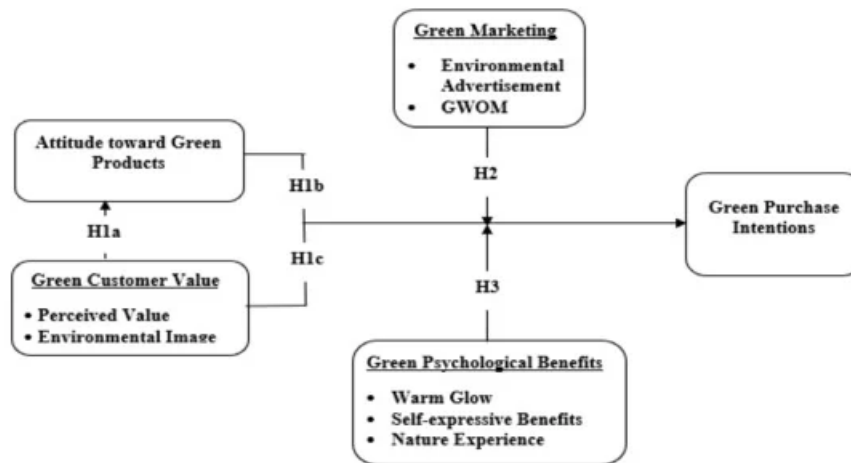 Green Marketing
• Environmental
Advertisement
• GWOM
Attitude toward Green
Products
H1b
H2
H1a
Green Purchase
Intentions
H1c
Green Customer Value
• Perceived Value
• Environmental Image
H3
Green Psychological Benefits
• Warm Glow
• Self-expressive Benefits
• Nature Experience